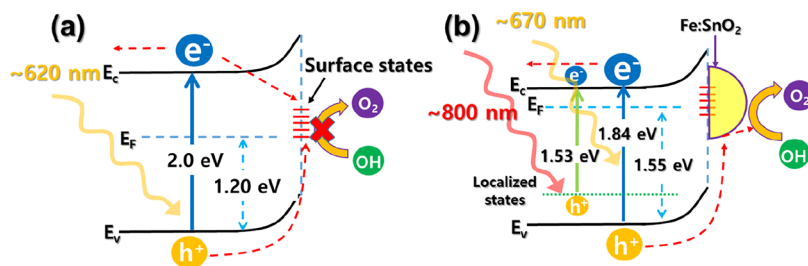 (a)
e-
~620 nm
Ec
Surface states
O2
EF
2.0 eV
1.20 eV
OH
Ev
h+
(b)
~670 nm
Fe:SnO2
e-
e-
Ec
O2
~800 nm
EF
1.84 eV
1.53 eV
1.55 eV
OH
Localized
states
h+
Ev
h+